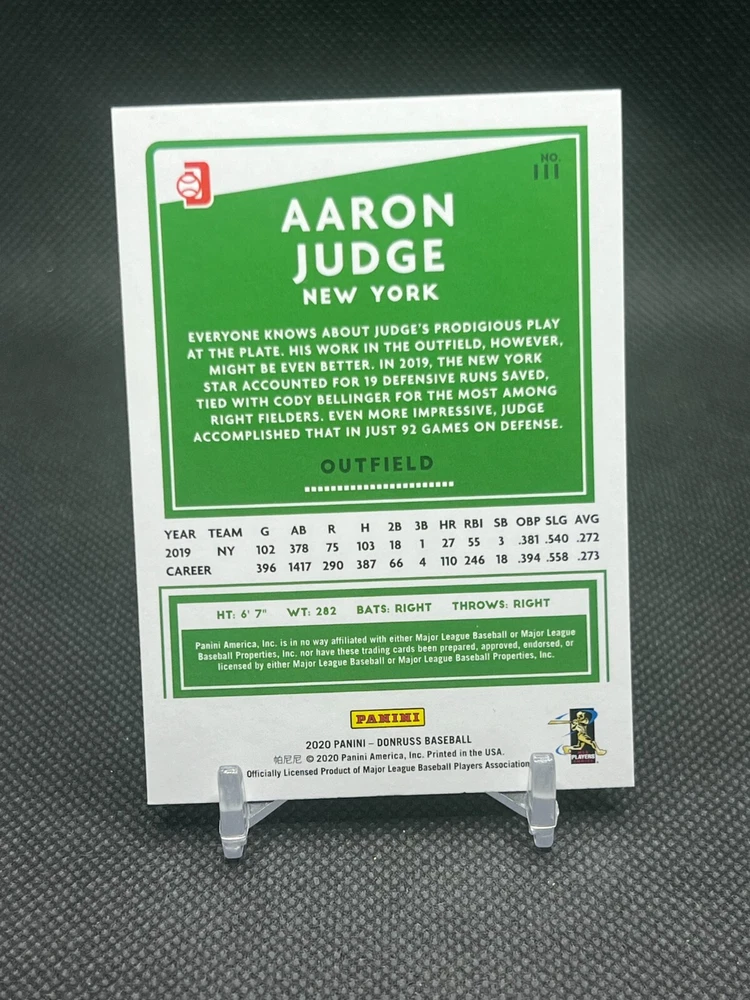 NO.
111
AARON
JUDGE
NEW YORK
EVERYONE KNOWS ABOUT JUDGE'S PRODIGIOUS PLAY
AT THE PLATE. HIS WORK IN THE OUTFIELD, HOWEVER,
MIGHT BE EVEN BETTER. IN 2019, THE NEW YORK
STAR ACCOUNTED FOR 19 DEFENSIVE RUNS SAVED,
TIED WITH CODY BELLINGER FOR THE MOST AMONG
RIGHT FIELDERS. EVEN MORE IMPRESSIVE, JUDGE
ACCOMPLISHED THAT IN JUST 92 GAMES ON DEFENSE.
OUTFIELD
YEAR TEAM G AB R H 2B 3B HR RBI SB OBP SLG AVG
2019 NY 102 378 75 103 18 1 27 55 3 .381 .540 .272
CAREER 396 1417 290 387 66 4 110 246 18 .394 .558 .273
HT: 6' 7" WT: 282 BATS: RIGHT THROWS: RIGHT
Panini America, Inc. is in no way affiliated with either Major League Baseball or Major League
Baseball Properties, Inc. nor have these trading cards been prepared, approved, endorsed, or
licensed by either Major League Baseball or Major League Baseball Properties, Inc.
PANINI
2020 PANINI – DONRUSS BASEBALL
帕尼尼 © 2020 Panini America, Inc. Printed in the USA.
Officially Licensed Product of Major League Baseball Players Association
PLAYERS